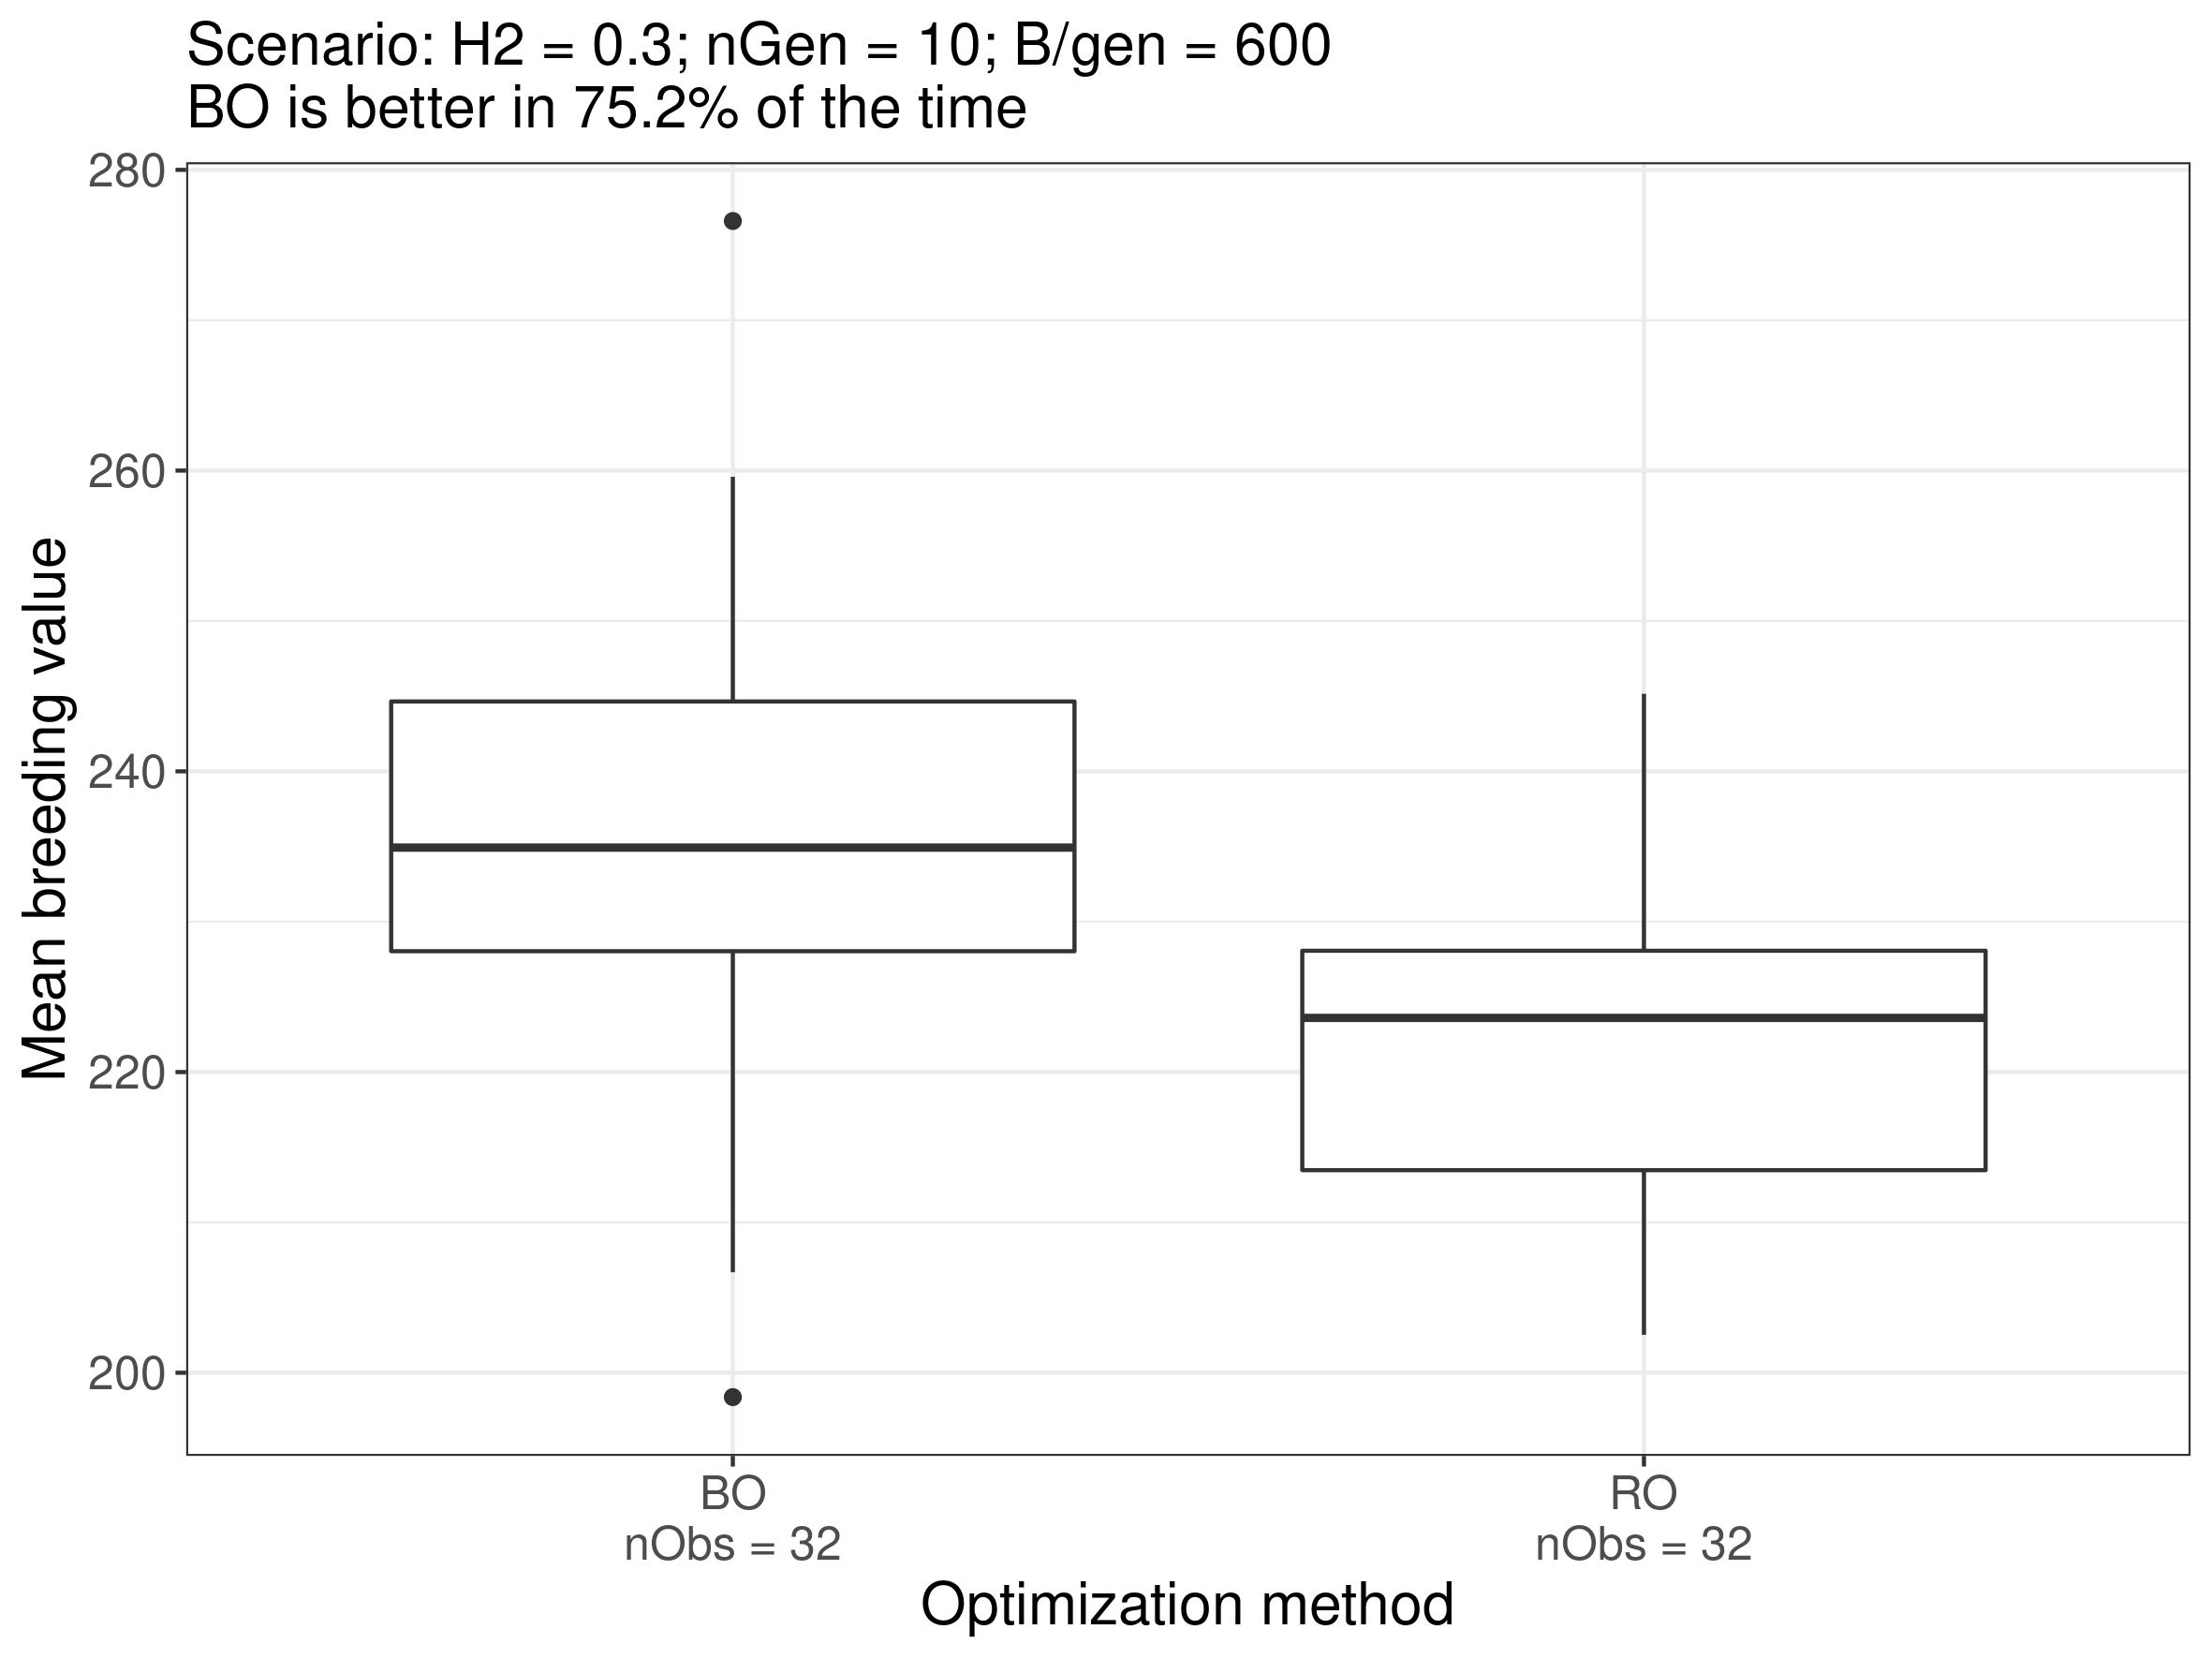 Scenario: H2 = 0.3; nGen = 10; B/gen = 600
BO is better in 75.2% of the time
280
260
240
220
200
Mean breeding value
BO
nObs = 32
RO
nObs = 32
Optimization method